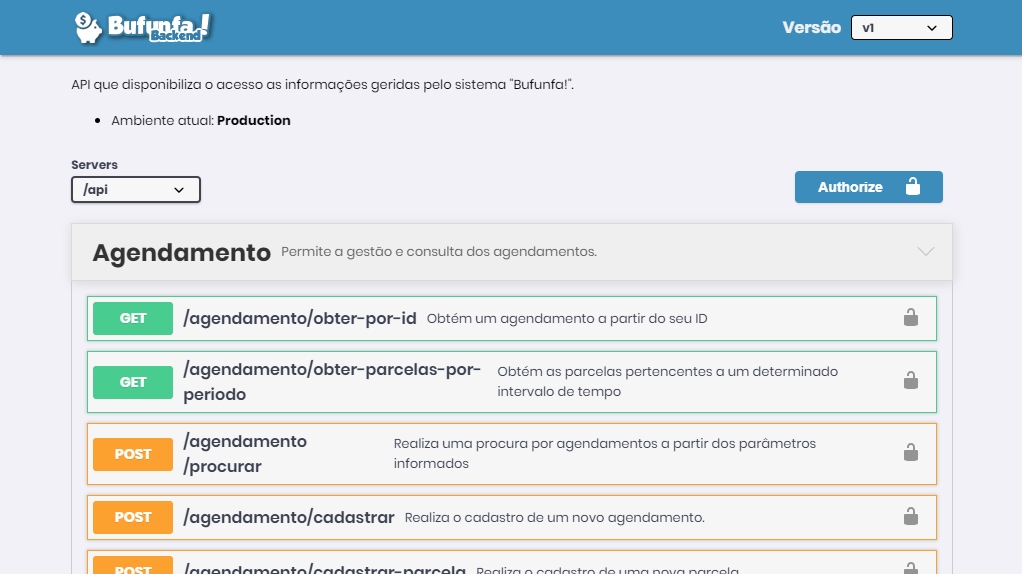 $
Bufunfa!
Backend
Versão
v1
API que disponibiliza o acesso as informações geridas pelo sistema "Bufunfa!".
Ambiente atual: Production
Servers
/api
Authorize
Agendamento Permite a gestão e consulta dos agendamentos.
GET /agendamento/obter-por-id Obtém um agendamento a partir do seu ID
GET /agendamento/obter-parcelas-por-
periodo
Obtém as parcelas pertencentes a um determinado
intervalo de tempo
POST /agendamento
/procurar
Realiza uma procura por agendamentos a partir dos parâmetros
informados
POST /agendamento/cadastrar Realiza o cadastro de um novo agendamento.
POST /agendamento/cadastrar-parcela Realiza o cadastro de uma nova parcela